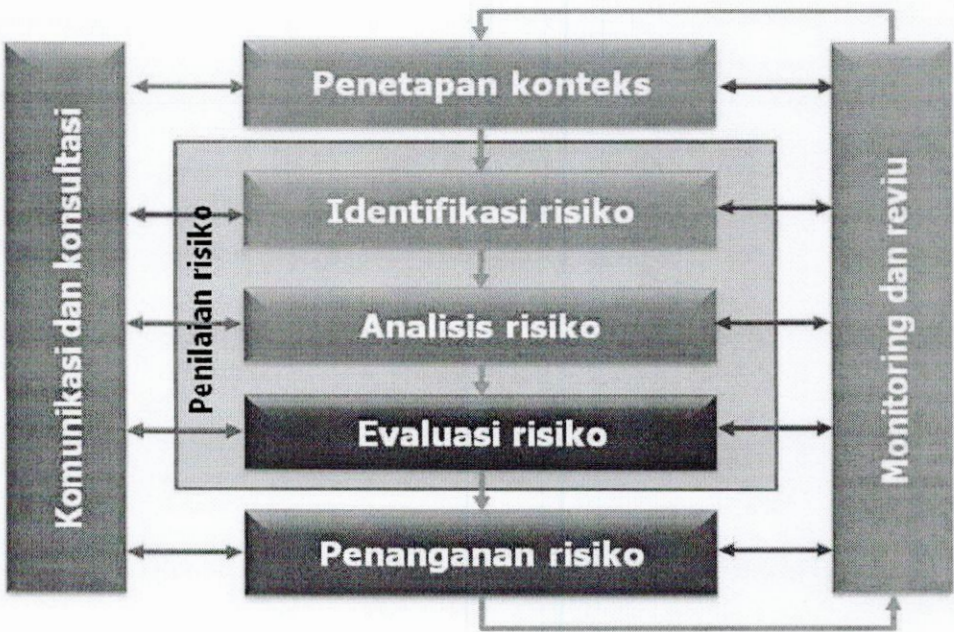 Komunikasi dan konsultasi
Penetapan konteks
Penilaian risiko
Identifikasi risiko
Analisis risiko
Evaluasi risiko
Penanganan risiko
Monitoring dan reviu